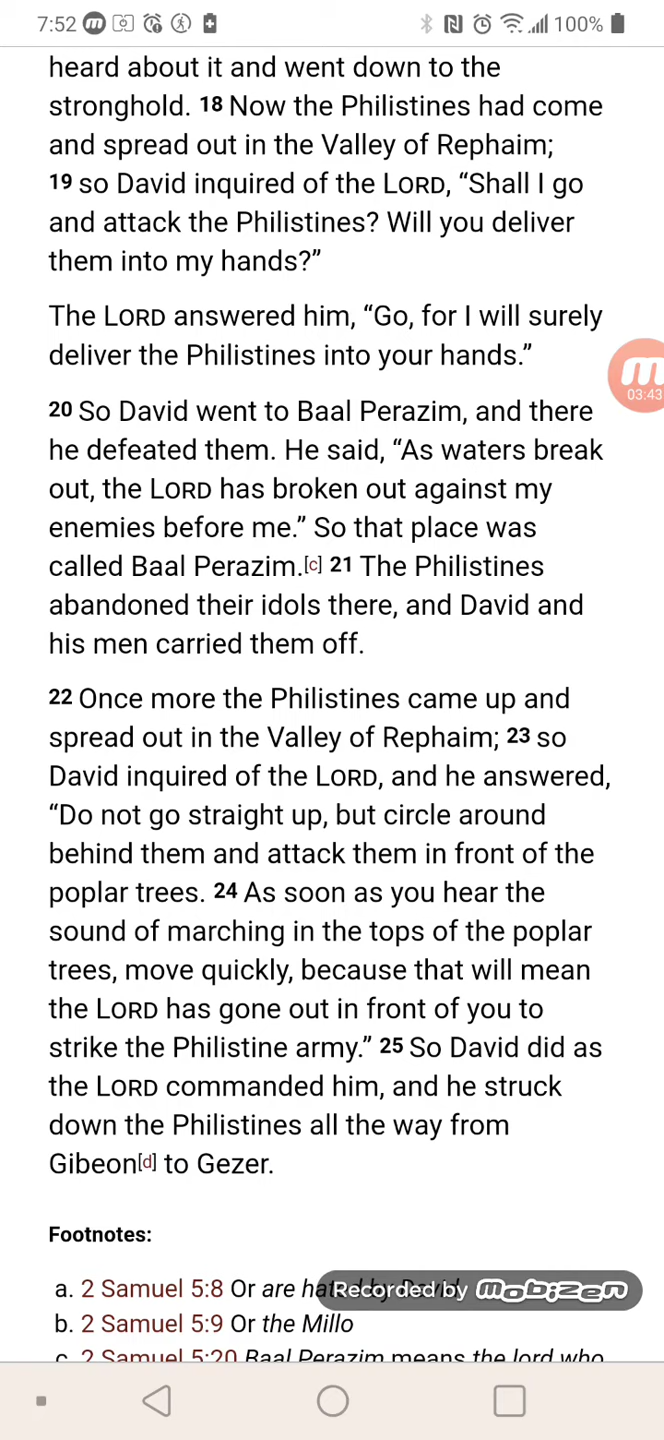 7:52 m 100%
heard about it and went down to the
stronghold. 18 Now the Philistines had come
and spread out in the Valley of Rephaim;
19 so David inquired of the LORD, “Shall I go
and attack the Philistines? Will you deliver
them into my hands?”
The LORD answered him, “Go, for I will surely
deliver the Philistines into your hands.”
m
03:43
20 So David went to Baal Perazim, and there
he defeated them. He said, “As waters break
out, the LORD has broken out against my
enemies before me.” So that place was
called Baal Perazim.[c] 21 The Philistines
abandoned their idols there, and David and
his men carried them off.
22 Once more the Philistines came up and
spread out in the Valley of Rephaim; 23 so
David inquired of the LORD, and he answered,
“Do not go straight up, but circle around
behind them and attack them in front of the
poplar trees. 24 As soon as you hear the
sound of marching in the tops of the poplar
trees, move quickly, because that will mean
the LORD has gone out in front of you to
strike the Philistine army.” 25 So David did as
the LORD commanded him, and he struck
down the Philistines all the way from
Gibeon[d] to Gezer.
Footnotes:
a. 2 Samuel 5:8 Or are
Recorded by mobizen
b. 2 Samuel 5:9 Or the Millo
c. 2 Samuel 5:20 Baal Perazim means the lord who